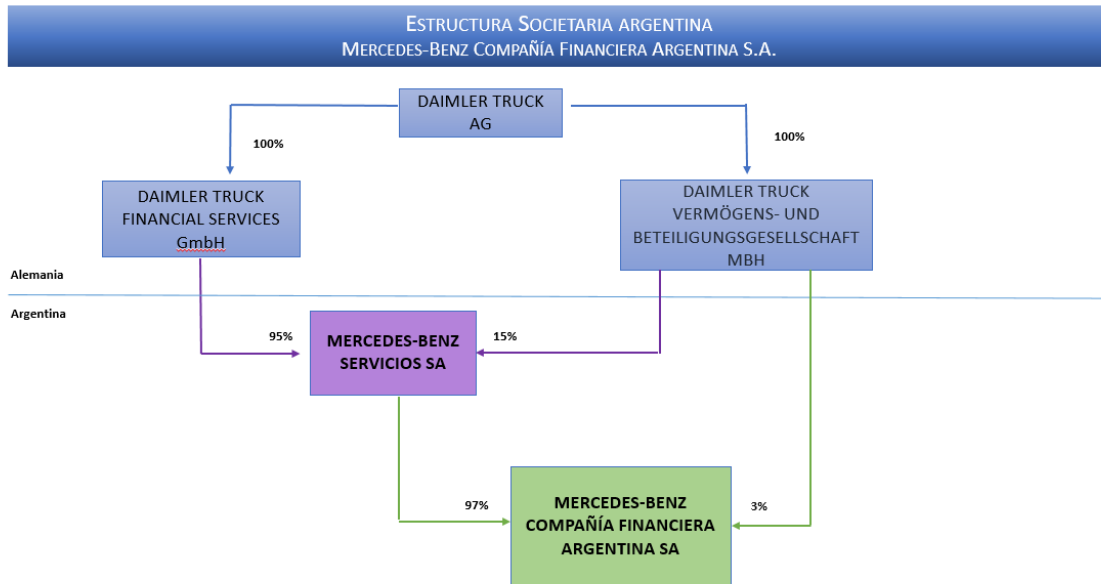 ESTRUCTURA SOCIETARIA ARGENTINA
MERCEDES-BENZ COMPAÑÍA FINANCIERA ARGENTINA S.A.
DAIMLER TRUCK
AG
100%
100%
DAIMLER TRUCK
FINANCIAL SERVICES
GmbH
DAIMLER TRUCK
VERMÖGENS- UND
BETEILIGUNGSGESELLSCHAFT
MBH
Alemania
Argentina
95%
MERCEDES-BENZ
SERVICIOS SA
15%
97%
MERCEDES-BENZ
COMPAÑÍA FINANCIERA
ARGENTINA SA
3%